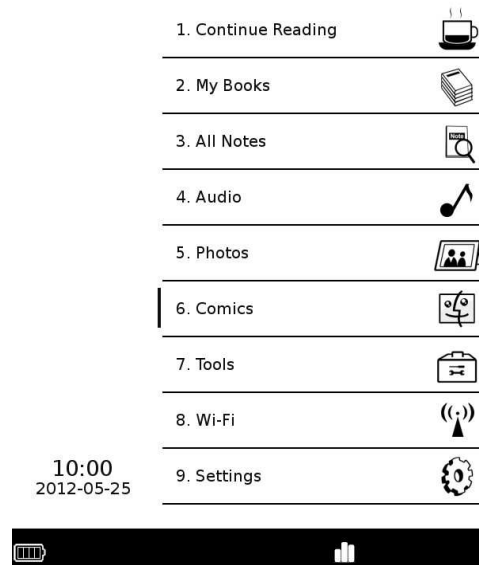 1. Continue Reading
2. My Books
3. All Notes
Note
4. Audio
5. Photos
6. Comics
7. Tools
8. Wi-Fi
9. Settings
10:00
2012-05-25